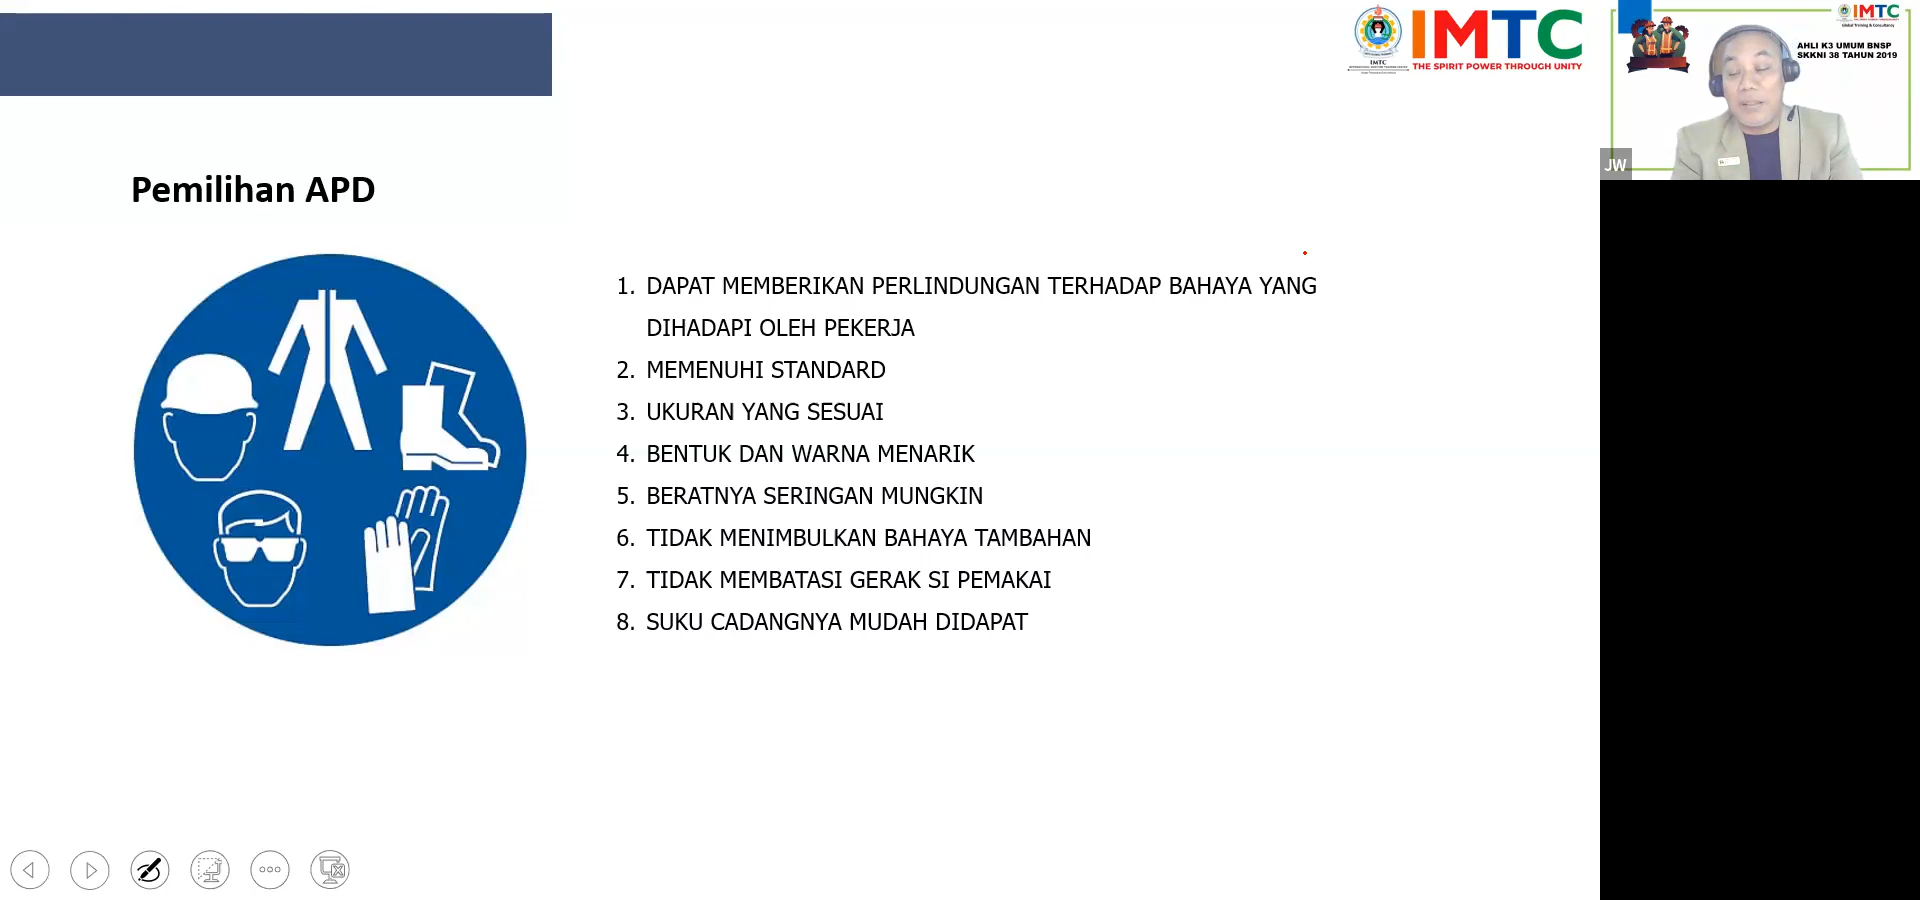 IMTC
IMTC
THE SPIRIT POWER THROUGH UNITY
Pemilihan APD
1. DAPAT MEMBERIKAN PERLINDUNGAN TERHADAP BAHAYA YANG
DIHADAPI OLEH PEKERJA
2. MEMENUHI STANDARD
3. UKURAN YANG SESUAI
4. BENTUK DAN WARNA MENARIK
5. BERATNYA SERINGAN MUNGKIN
6. TIDAK MENIMBULKAN BAHAYA TAMBAHAN
7. TIDAK MEMBATASI GERAK SI PEMAKAI
8. SUKU CADANGNYA MUDAH DIDAPAT
IMTC
Global Training & Consultancy
AHLI K3 UMUM BNSP
SKKNI 38 TAHUN 2019
JW